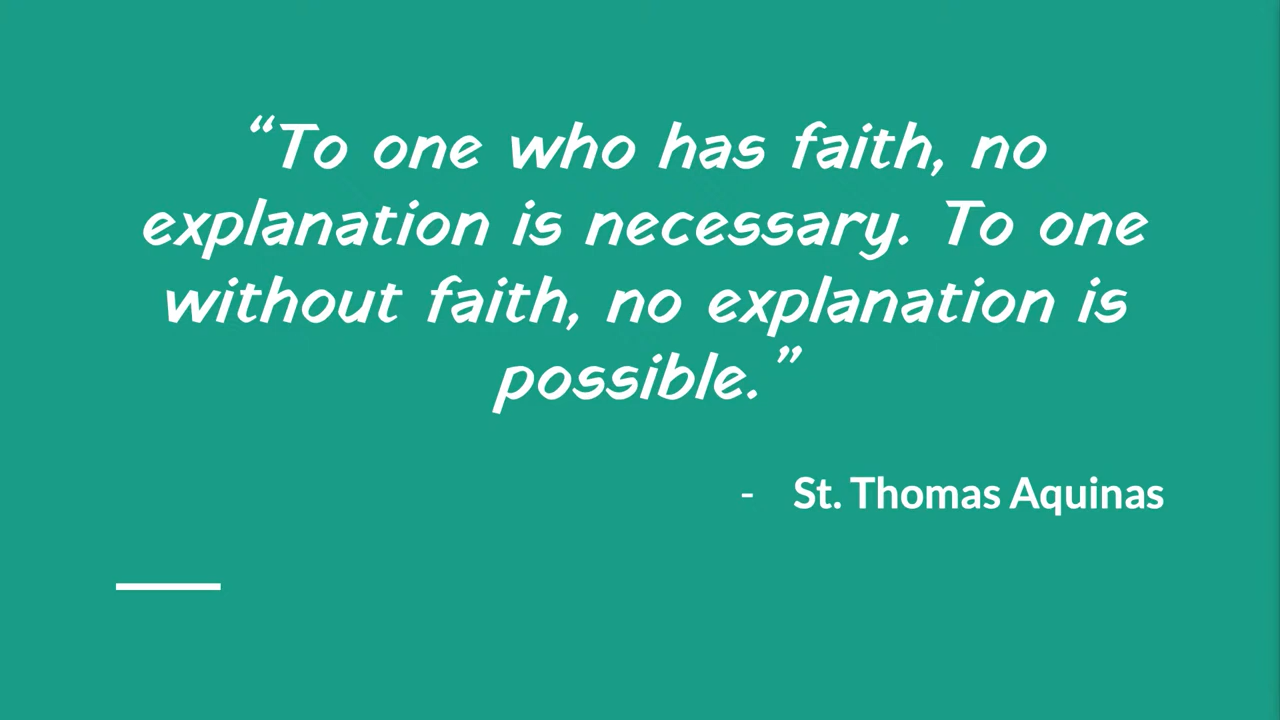 “To one who has faith, no
explanation is necessary. To one
without faith, no explanation is
possible.”
- St. Thomas Aquinas